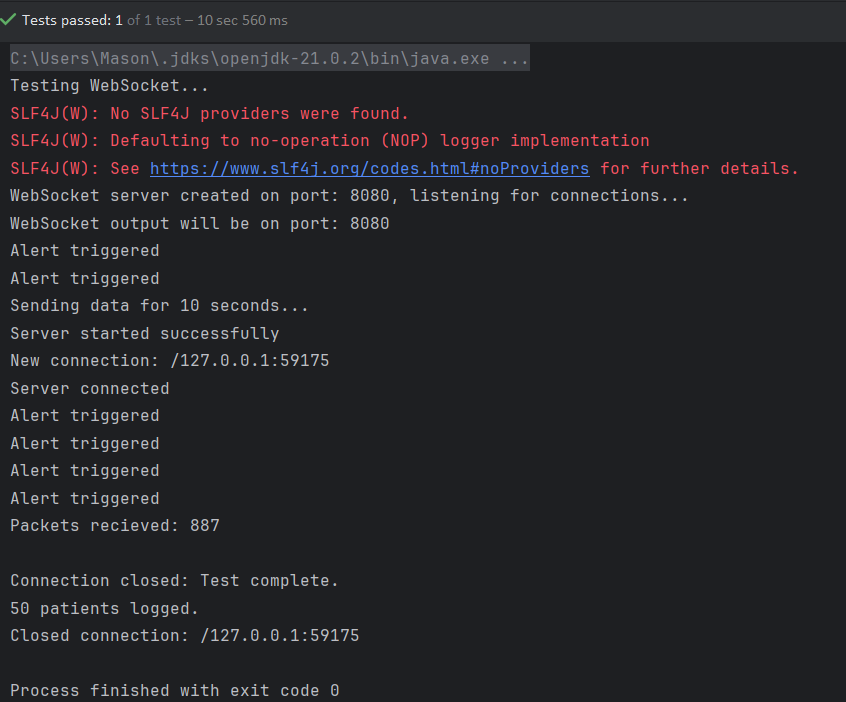 Tests passed: 1 of 1 test – 10 sec 560 ms
C:\Users\Mason\.jdks\openjdk-21.0.2\bin\java.exe ...
Testing WebSocket...
SLF4J(W): No SLF4J providers were found.
SLF4J(W): Defaulting to no-operation (NOP) logger implementation
SLF4J(W): See https://www.slf4j.org/codes.html#noProviders for further details.
WebSocket server created on port: 8080, listening for connections...
WebSocket output will be on port: 8080
Alert triggered
Alert triggered
Sending data for 10 seconds...
Server started successfully
New connection: /127.0.0.1:59175
Server connected
Alert triggered
Alert triggered
Alert triggered
Alert triggered
Packets recieved: 887
Connection closed: Test complete.
50 patients logged.
Closed connection: /127.0.0.1:59175
Process finished with exit code 0